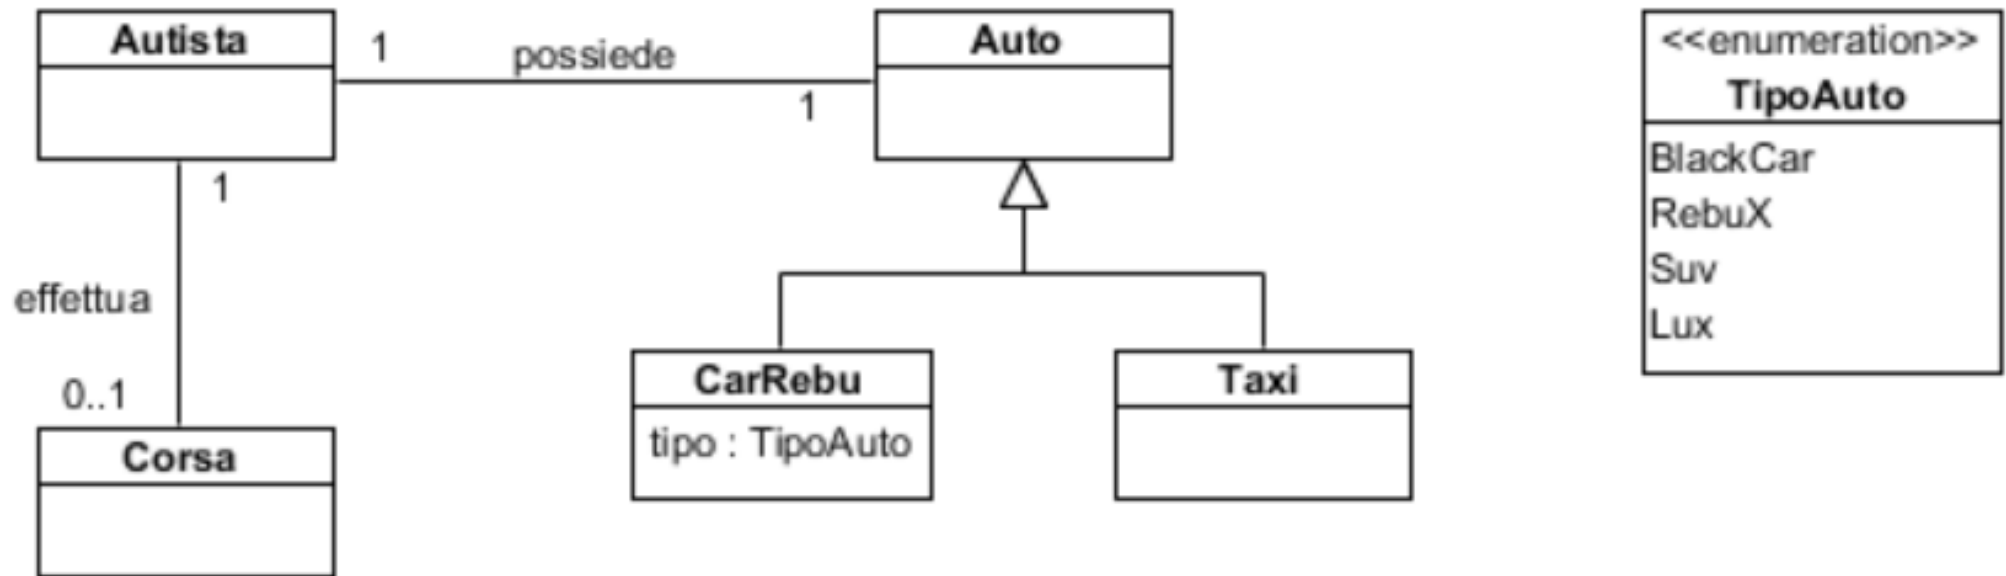 Autista
1
possiede
1
Auto
<<enumeration>>
TipoAuto
BlackCar
RebuX
Suv
Lux
1
effettua
0..1
Corsa
CarRebu
tipo : TipoAuto
Taxi